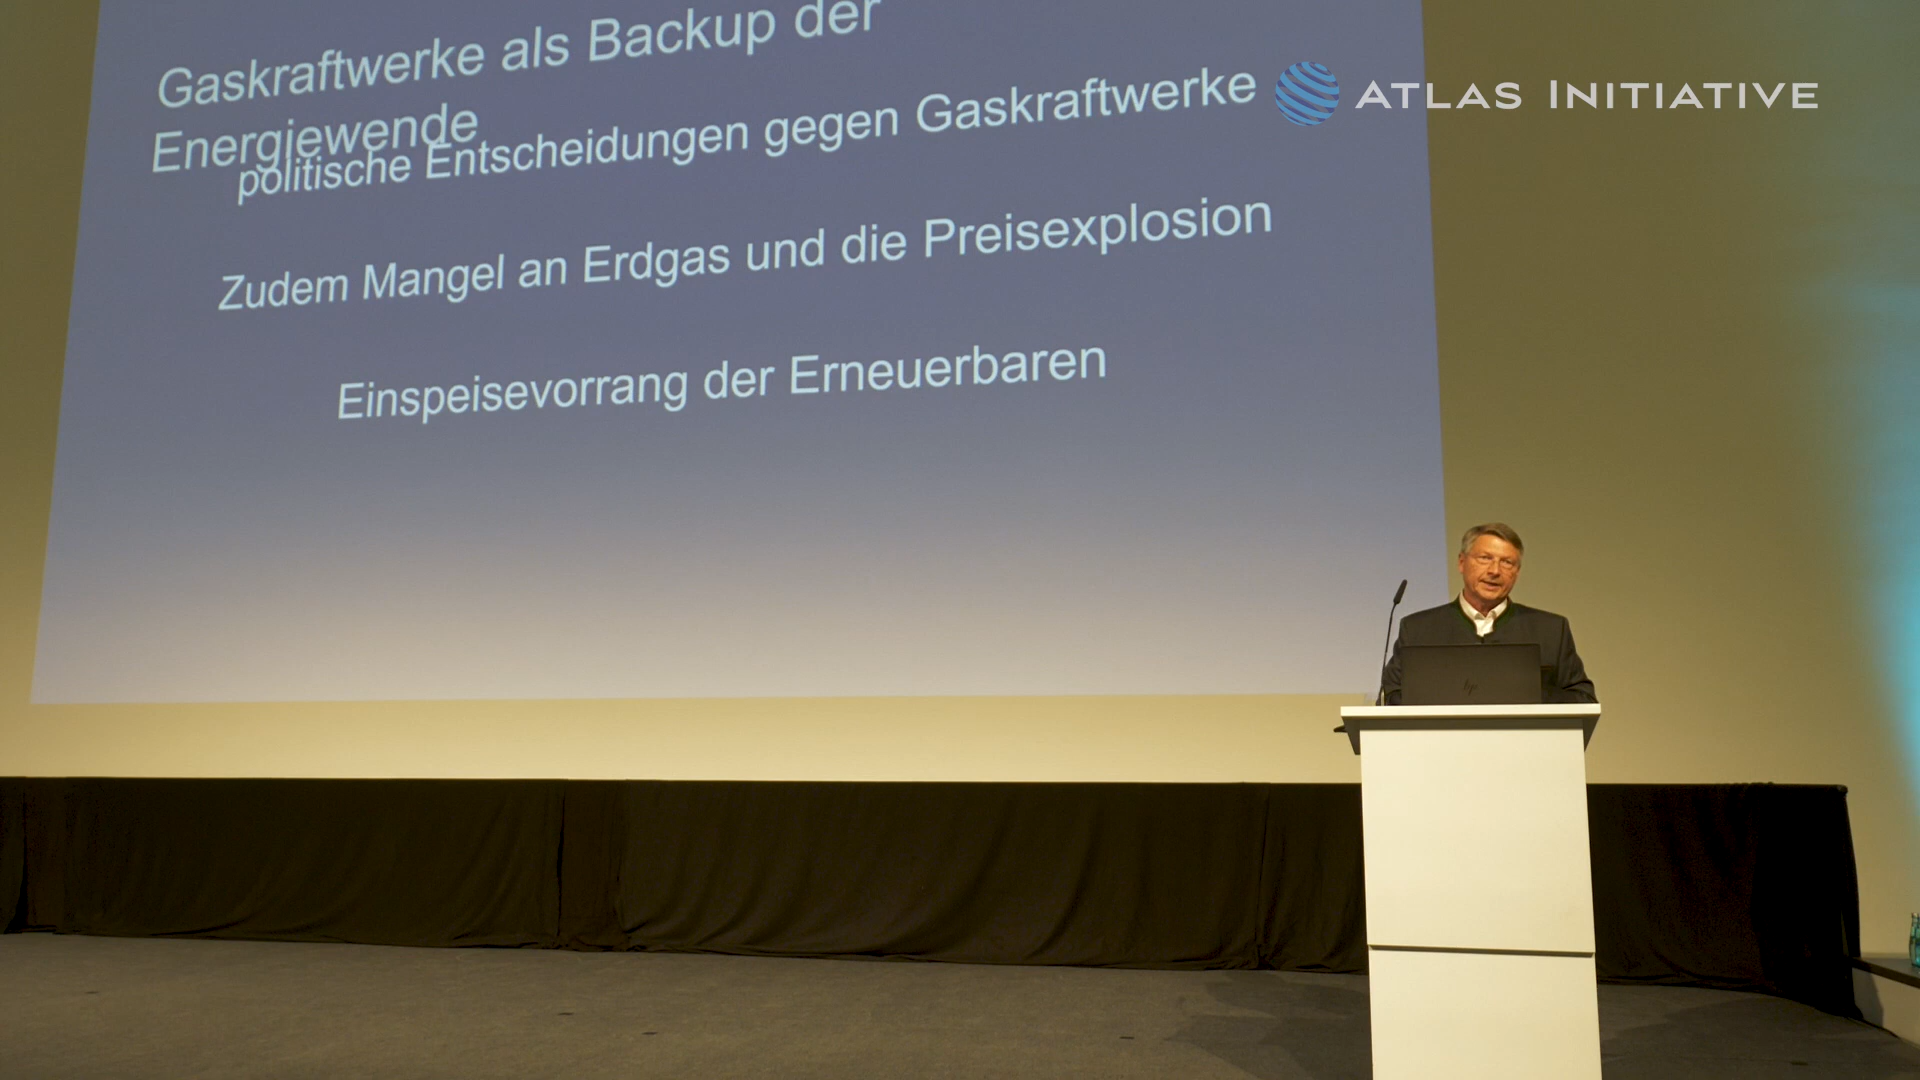 Gaskraftwerke als Backup der
Energiewende
politische Entscheidungen gegen Gaskraftwerke
Zudem Mangel an Erdgas und die Preisexplosion
Einspeisevorrang der Erneuerbaren
ATLAS INITIATIVE
hp